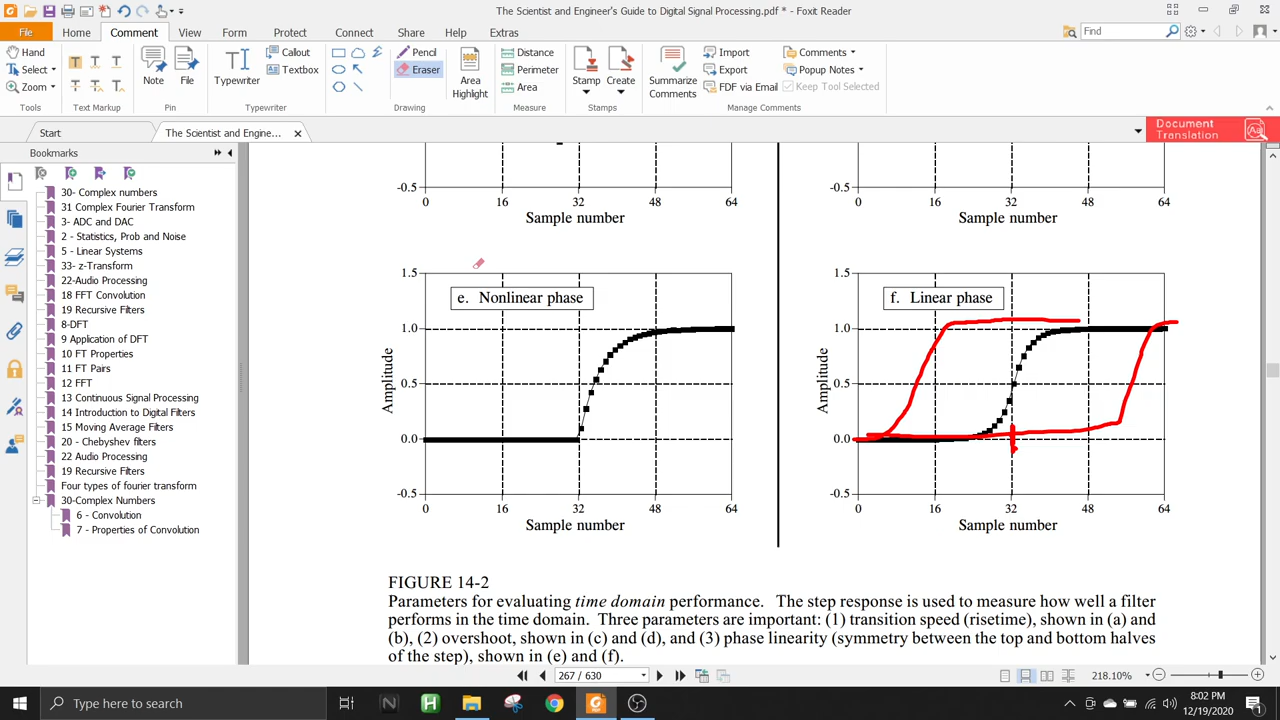 The Scientist and Engineer's Guide to Digital Signal Processing.pdf * - Foxit Reader
File Home Comment View Form Protect Connect Share Help Extras Find
Hand
Select
Zoom
Tools
Text Markup
Note
File
Pin
Typewriter
Callout
Textbox
Typewriter
Pencil
Eraser
Drawing
Area Highlight
Distance
Perimeter
Area
Measure
Stamp
Create
Stamps
Summarize Comments
Import
Export
FDF via Email
Comments
Popup Notes
Keep Tool Selected
Manage Comments
Start
The Scientist and Engine...
Document Translation
Bookmarks
30- Complex numbers
31 Complex Fourier Transform
3- ADC and DAC
2 - Statistics, Prob and Noise
5 - Linear Systems
33- z-Transform
22-Audio Processing
18 FFT Convolution
19 Recursive Filters
8-DFT
9 Application of DFT
10 FT Properties
11 FT Pairs
12 FFT
13 Continuous Signal Processing
14 Introduction to Digital Filters
15 Moving Average Filters
20 - Chebyshev filters
22 Audio Processing
19 Recursive Filters
Four types of fourier transform
30-Complex Numbers
6 - Convolution
7 - Properties of Convolution
-0.5
0 16 32 48 64
Sample number
-0.5
0 16 32 48 64
Sample number
1.5
e. Nonlinear phase
1.0
0.5
0.0
-0.5
Amplitude
0 16 32 48 64
Sample number
1.5
f. Linear phase
1.0
0.5
0.0
-0.5
Amplitude
0 16 32 48 64
Sample number
FIGURE 14-2
Parameters for evaluating time domain performance. The step response is used to measure how well a filter
performs in the time domain. Three parameters are important: (1) transition speed (risetime), shown in (a) and
(b), (2) overshoot, shown in (c) and (d), and (3) phase linearity (symmetry between the top and bottom halves
of the step), shown in (e) and (f).
267 / 630
218.10%
Type here to search
8:02 PM
12/19/2020